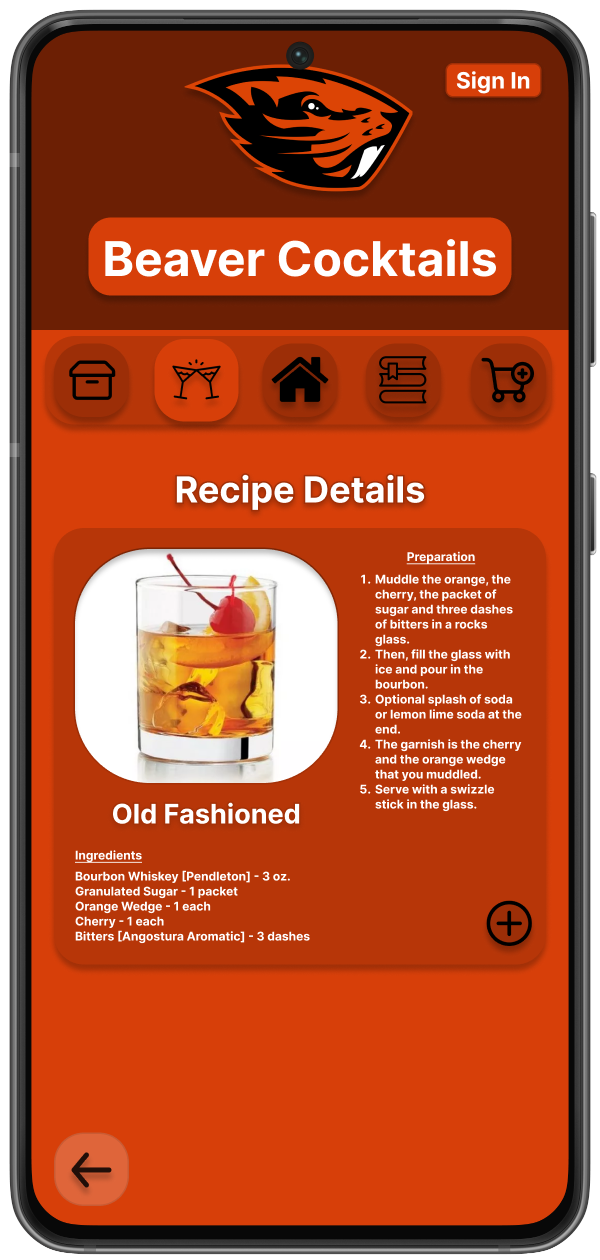 Sign In
Beaver Cocktails
Recipe Details
Old Fashioned
Ingredients
Bourbon Whiskey [Pendleton] - 3 oz.
Granulated Sugar - 1 packet
Orange Wedge - 1 each
Cherry - 1 each
Bitters [Angostura Aromatic] - 3 dashes
Preparation
1. Muddle the orange, the
cherry, the packet of
sugar and three dashes
of bitters in a rocks
glass.
2. Then, fill the glass with
ice and pour in the
bourbon.
3. Optional splash of soda
or lemon lime soda at the
end.
4. The garnish is the cherry
and the orange wedge
that you muddled.
5. Serve with a swizzle
stick in the glass.